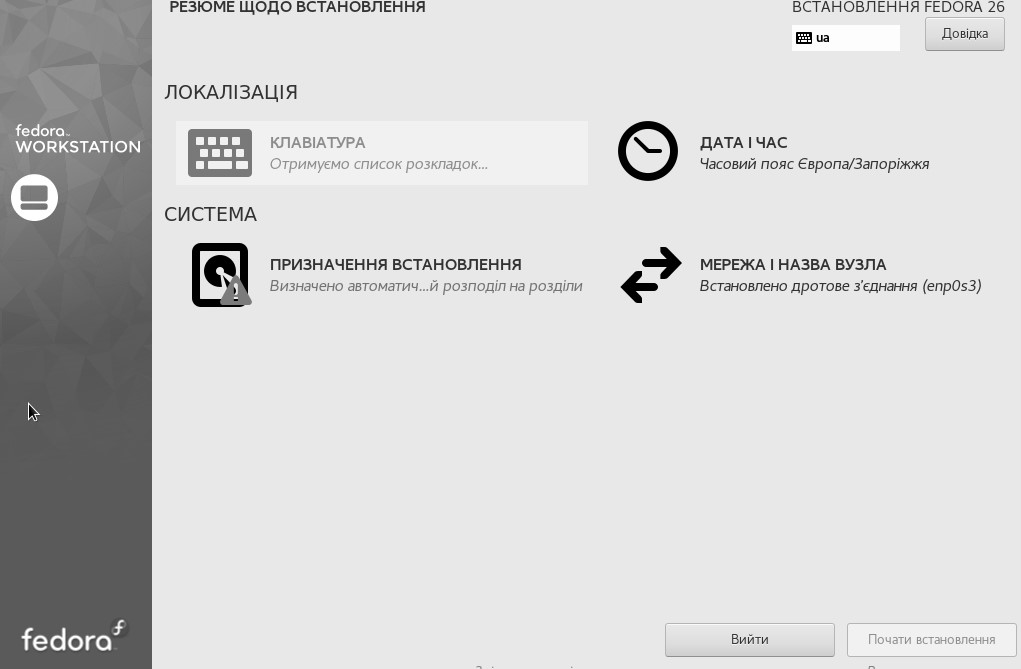 РЕЗЮМЕ ЩОДО ВСТАНОВЛЕННЯ
ВСТАНОВЛЕННЯ FEDORA 26
ua
Довідка
fedora
WORKSTATION
ЛОКАЛІЗАЦІЯ
КЛАВІАТУРА
Отримуємо список розкладок...
ДАТА І ЧАС
Часовий пояс Європа/Запоріжжя
СИСТЕМА
ПРИЗНАЧЕННЯ ВСТАНОВЛЕННЯ
Визначено автоматич...й розподіл на розділи
МЕРЕЖА І НАЗВА ВУЗЛА
Встановлено дротове з’єднання (enp0s3)
fedora
Вийти
Почати встановлення